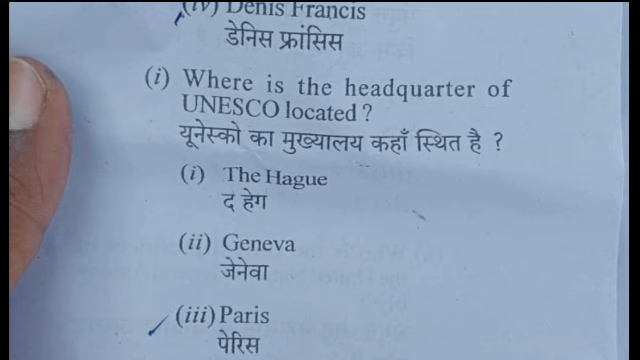 (iv) Denis Francis
डेनिस फ्रांसिस
(i) Where is the headquarter of
UNESCO located ?
यूनेस्को का मुख्यालय कहाँ स्थित है ?
(i) The Hague
द हेग
(ii) Geneva
जेनेवा
(iii) Paris
पेरिस